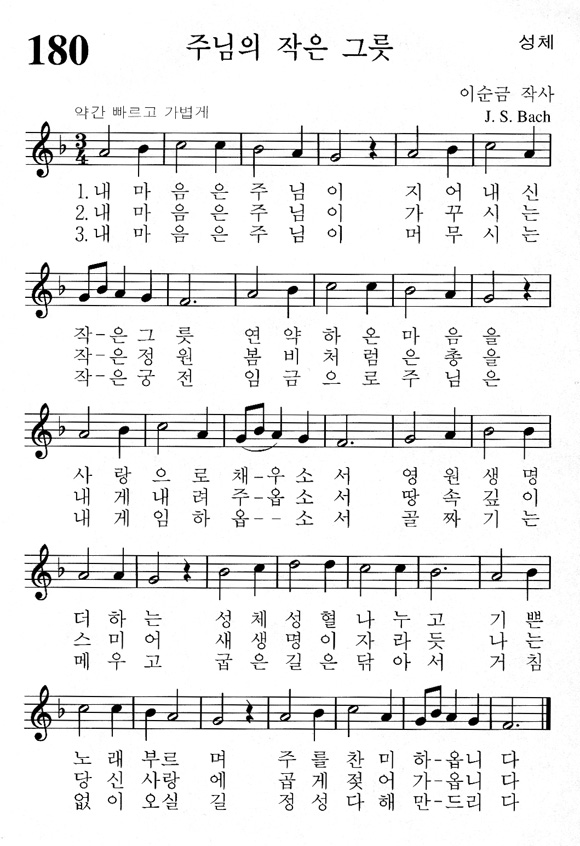 180 주님의 작은 그릇 성체
이순금 작사
약간 빠르고 가볍게 J. S. Bach
3/4
1.내 마 음 은 주 님 이 지 어 내 신
2.내 마 음 은 주 님 이 가 꾸 시 는
3.내 마 음 은 주 님 이 머 무 시 는
작-은 그 릇 연 약 하 온 마 음 을
작-은 정 원 봄 비 처 럼 은 총 을
작-은 궁 전 임 금 으 로 주 님 은
사 랑 으 로 채-우 소 서 영 원 생 명
내 게 내 려 주-옵 소 서 땅 속 깊 이
내 게 임 하 옵--소 서 골 짜 기 는
더 하 는 성 체 성 혈 나 누 고 기 쁜
스 미 어 새 생 명 이 자 라 듯 나 는
메 우 고 굽 은 길 은 닦 아 서 거 침
노 래 부 르 며 주 를 찬 미 하-옵니 다
당 신 사 랑 에 곱 게 젖 어 가-옵니 다
없 이 오 실 길 정 성 다 해 만-드리 다